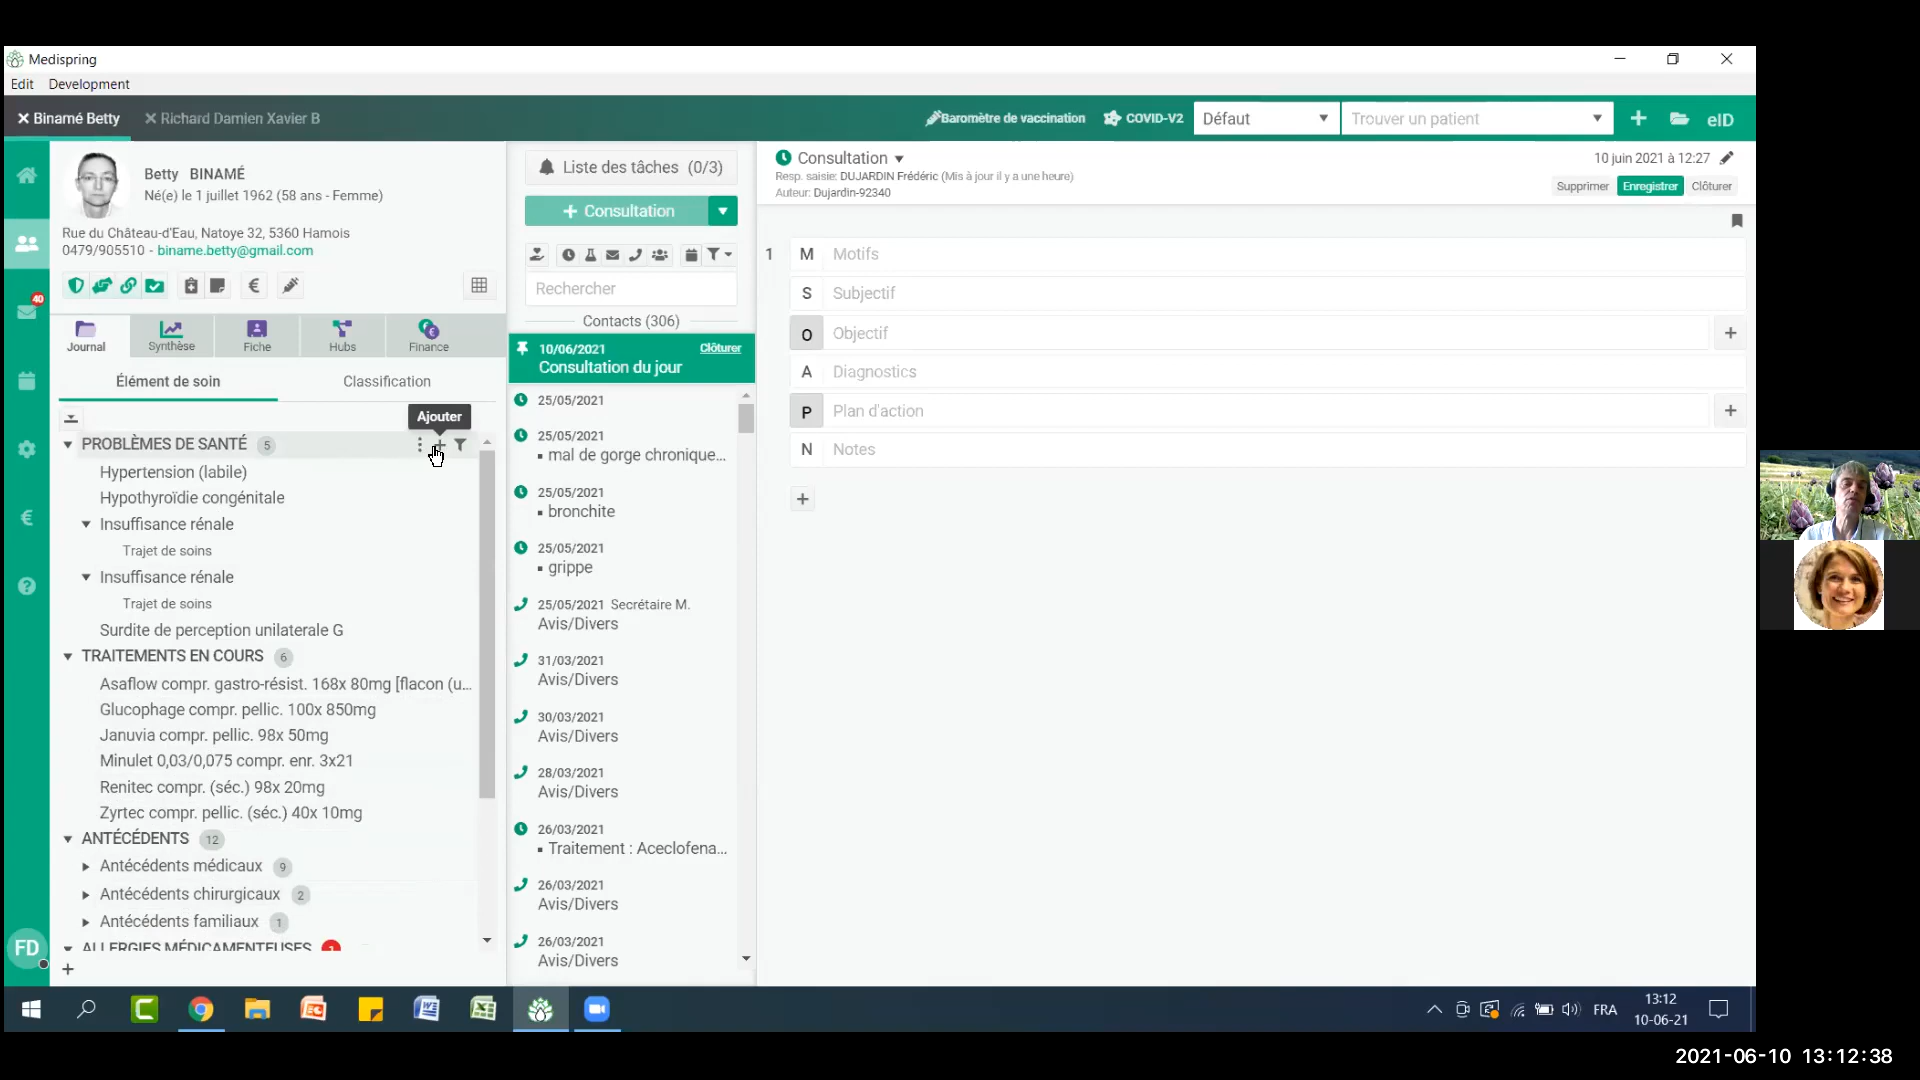 Medispring
Edit Development
Binamé Betty
Richard Damien Xavier B
Baromètre de vaccination
COVID-V2
Défaut
Trouver un patient
eID
Betty BINAMÉ
Né(e) le 1 juillet 1962 (58 ans - Femme)
Rue du Château-d'Eau, Natoye 32, 5360 Hamois
0479/905510 - biname.betty@gmail.com
40
Journal
Synthèse
Fiche
Hubs
Finance
Élément de soin
Classification
Ajouter
PROBLÈMES DE SANTÉ 5
Hypertension (labile)
Hypothyroïdie congénitale
Insuffisance rénale
Trajet de soins
Insuffisance rénale
Trajet de soins
Surdite de perception unilaterale G
TRAITEMENTS EN COURS 6
Asaflow compr. gastro-résist. 168x 80mg [flacon (u...
Glucophage compr. pellic. 100x 850mg
Januvia compr. pellic. 98x 50mg
Minulet 0,03/0,075 compr. enr. 3x21
Renitec compr. (séc.) 98x 20mg
Zyrtec compr. pellic. (séc.) 40x 10mg
ANTÉCÉDENTS 12
Antécédents médicaux 9
Antécédents chirurgicaux 2
Antécédents familiaux 1
ALLERGIES MÉDICAMENTEUSES
FD
Liste des tâches (0/3)
+ Consultation
Rechercher
Contacts (306)
10/06/2021 Clôturer
Consultation du jour
25/05/2021
25/05/2021
mal de gorge chronique...
25/05/2021
bronchite
25/05/2021
grippe
25/05/2021 Secrétaire M.
Avis/Divers
31/03/2021
Avis/Divers
30/03/2021
Avis/Divers
28/03/2021
Avis/Divers
26/03/2021
Traitement : Aceclofena...
26/03/2021
Avis/Divers
26/03/2021
Avis/Divers
Consultation
10 juin 2021 à 12:27
Resp. saisie: DUJARDIN Frédéric (Mis à jour il y a une heure)
Auteur: Dujardin-92340
Supprimer Enregistrer Clôturer
1 M Motifs
S Subjectif
O Objectif
A Diagnostics
P Plan d'action
N Notes
FRA
13:12
10-06-21
2021-06-10 13:12:38